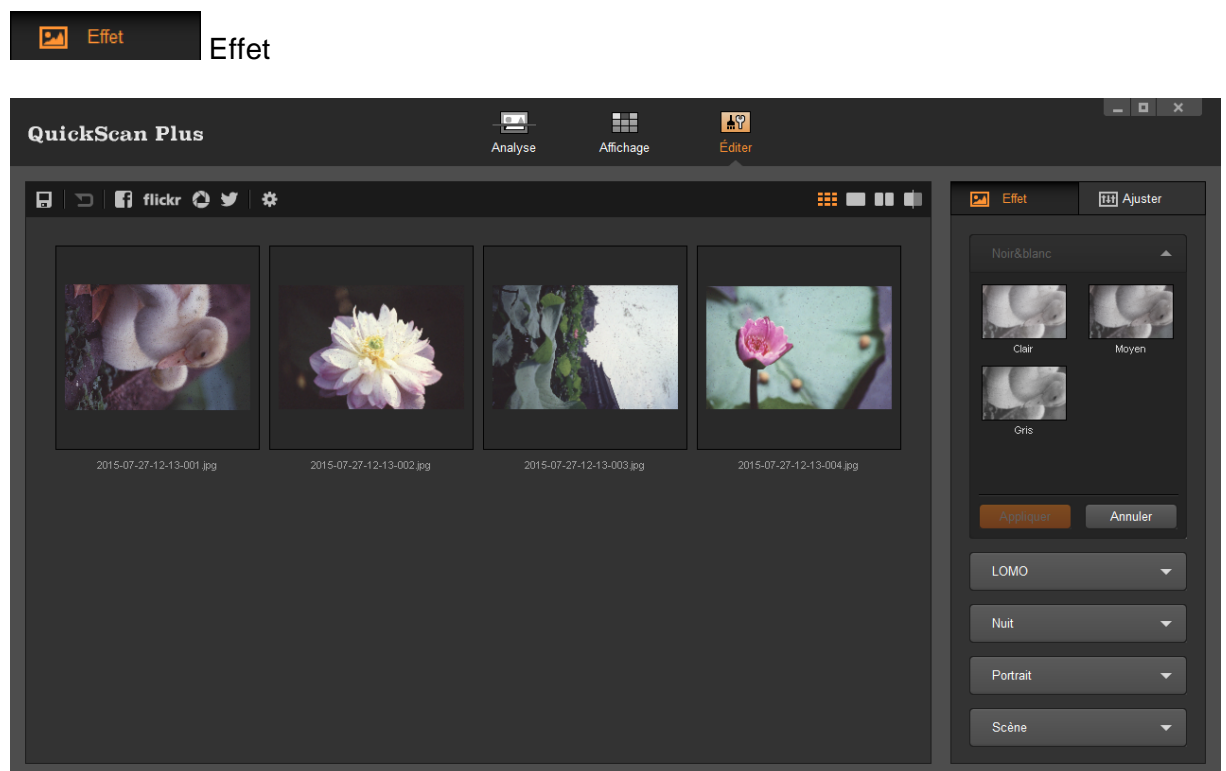 Effet Effet
QuickScan Plus
Analyse Affichage Éditer
flickr
Effet Ajuster
Noir&blanc
Clair Moyen
Gris
2015-07-27-12-13-001.jpg 2015-07-27-12-13-002.jpg 2015-07-27-12-13-003.jpg 2015-07-27-12-13-004.jpg
Appliquer Annuler
LOMO
Nuit
Portrait
Scène